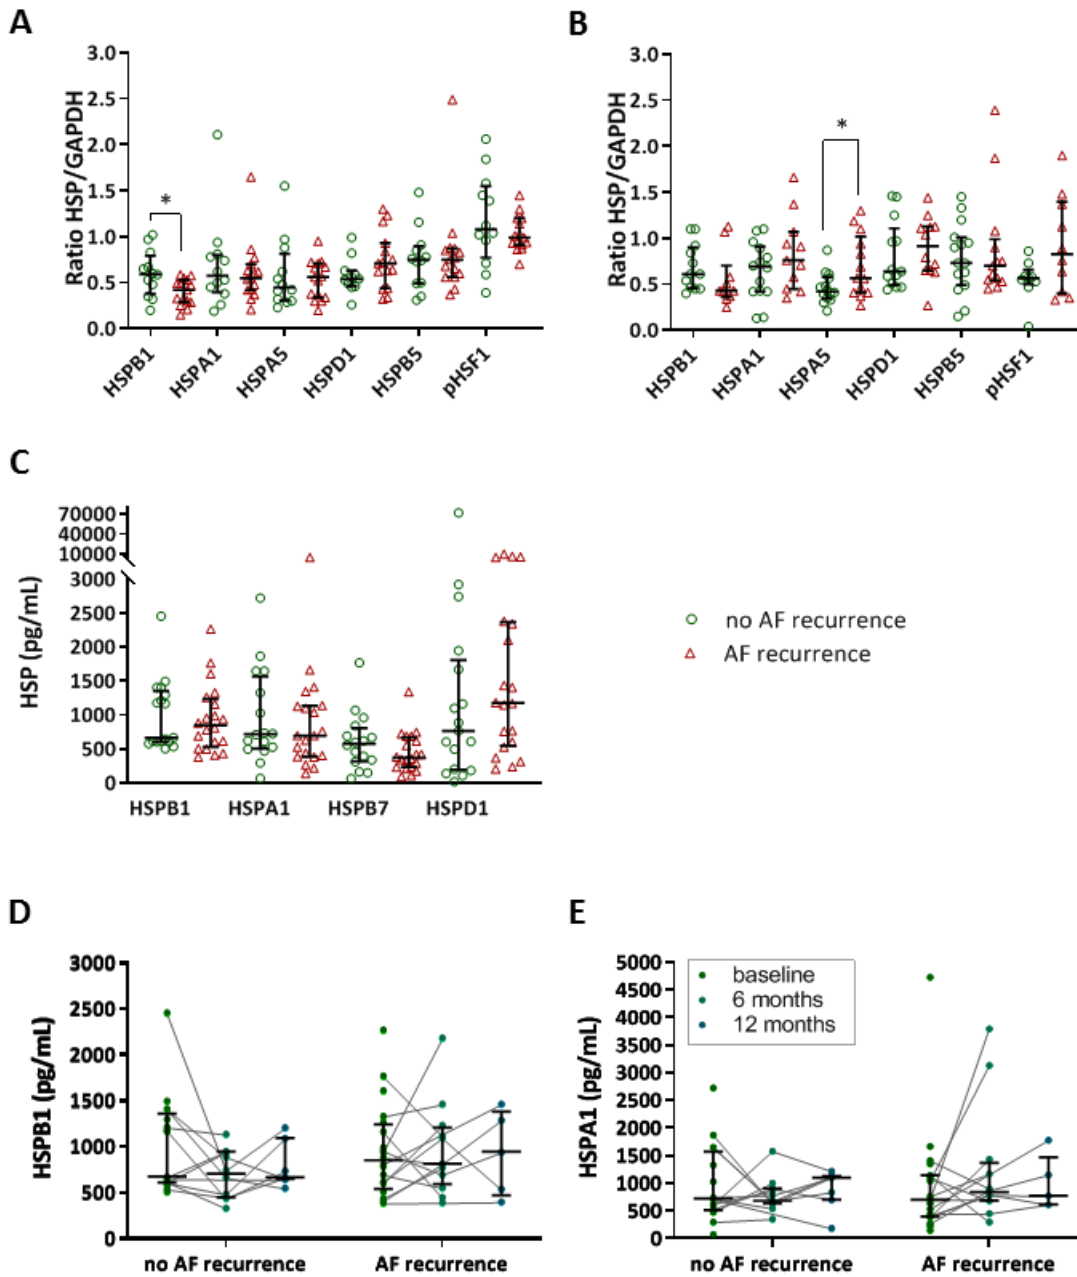 A
Ratio HSP/GAPDH
3.0
2.5
2.0
1.5
1.0
0.5
0.0
*
HSPB1
HSPA1
HSPA5
HSPD1
HSPB5
pHSF1
B
Ratio HSP/GAPDH
3.0
2.5
2.0
1.5
1.0
0.5
0.0
*
HSPB1
HSPA1
HSPA5
HSPD1
HSPB5
pHSF1
C
HSP (pg/mL)
70000
40000
10000
3000
2500
2000
1500
1000
500
0
HSPB1
HSPA1
HSPB7
HSPD1
no AF recurrence
AF recurrence
D
HSPB1 (pg/mL)
3000
2500
2000
1500
1000
500
0
no AF recurrence
AF recurrence
E
HSPA1 (pg/mL)
5000
4500
4000
3500
3000
2500
2000
1500
1000
500
0
baseline
6 months
12 months
no AF recurrence
AF recurrence